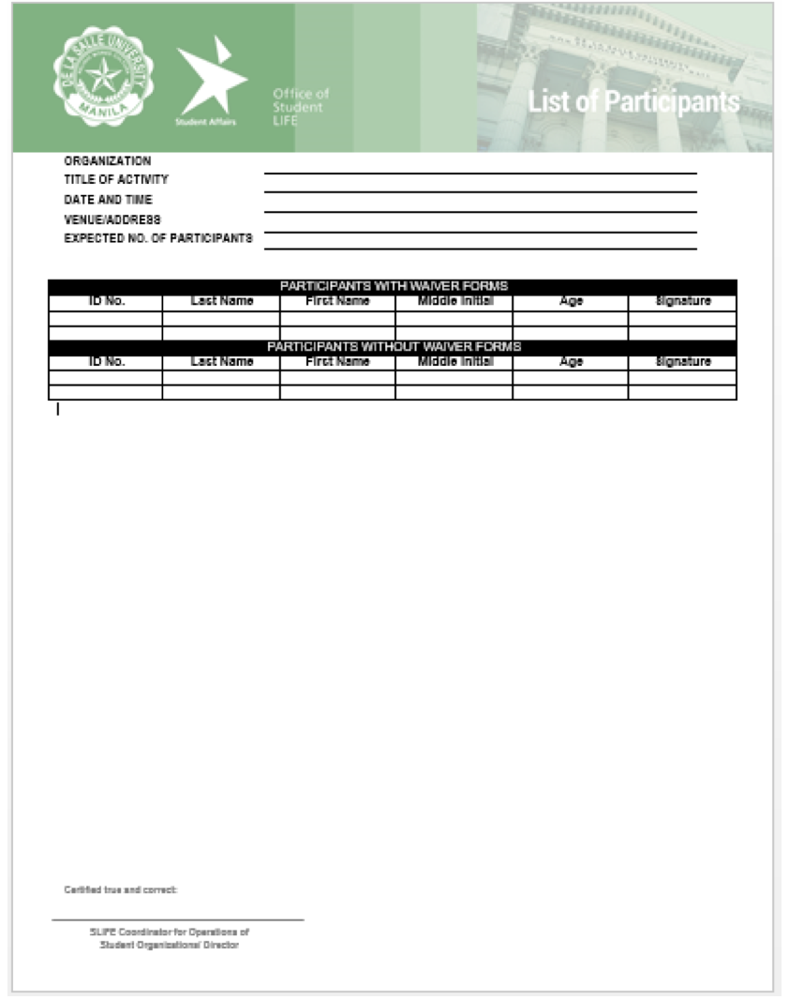 DE LA SALLE UNIVERSITY
MANILA
Student Affairs
Office of
Student
LIFE
List of Participants
ORGANIZATION
TITLE OF ACTIVITY
DATE AND TIME
VENUE/ADDRESS
EXPECTED NO. OF PARTICIPANTS
PARTICIPANTS WITH WAIVER FORMS
ID No. Last Name First Name Middle Initial Age Signature
PARTICIPANTS WITHOUT WAIVER FORMS
ID No. Last Name First Name Middle Initial Age Signature
Certified true and correct:
SLIFE Coordinator for Operations of
Student Organizational Director